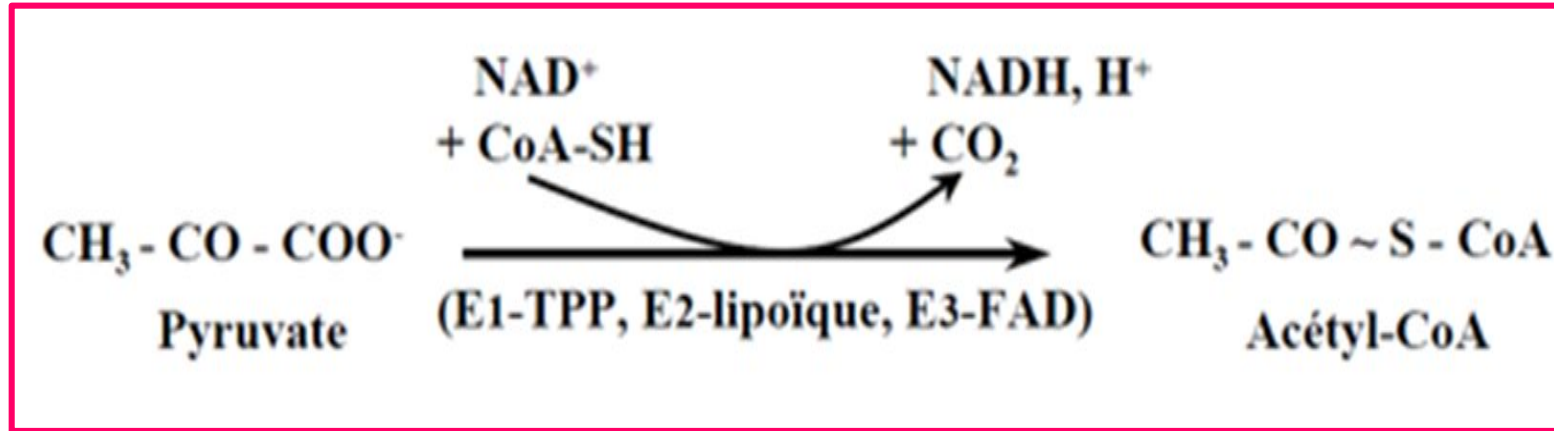 NAD⁺ NADH, H⁺
+ CoA-SH + CO₂
CH₃ - CO - COO⁻ CH₃ - CO ~ S - CoA
(E1-TPP, E2-lipoïque, E3-FAD)
Pyruvate Acétyl-CoA